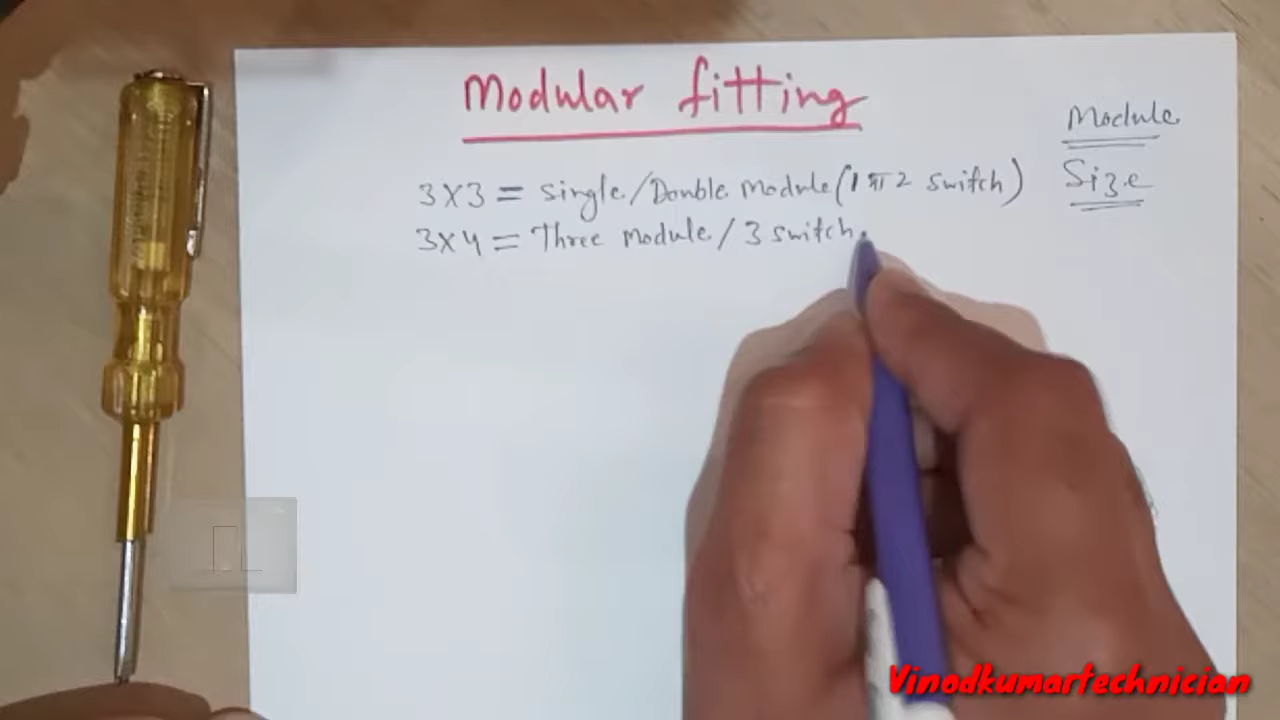 Modular fitting
Module
Size
3X3 = Single/Double Module (1 या 2 switch)
3X4 = Three Module / 3 switch.
Vinodkumartechnician